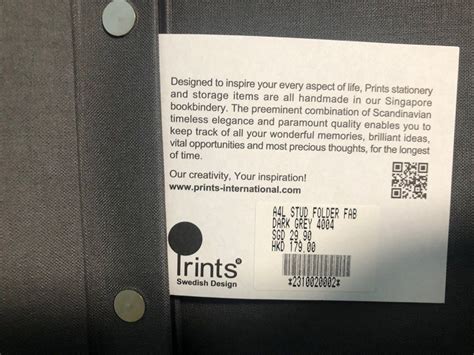 Designed to inspire your every aspect of life, Prints stationery
and storage items are all handmade in our Singapore
bookbindery. The preeminent combination of Scandinavian
timeless elegance and paramount quality enables you to
keep track of all your wonderful memories, brilliant ideas,
vital opportunities and most precious thoughts, for the longest
of time.
Our creativity, Your inspiration!
www.prints-international.com
A4L STUD FOLDER FAB
DARK GREY 4004
SGD 29.90
HKD 179.00
*2310020002*
Prints®
Swedish Design